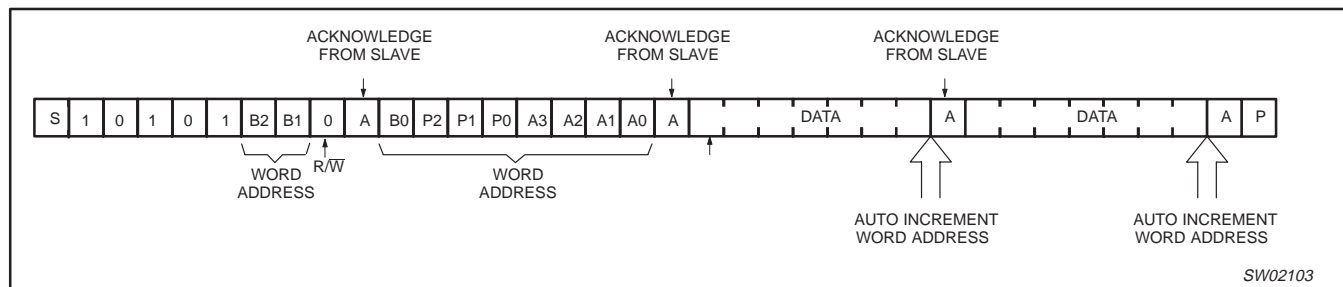 ACKNOWLEDGE
FROM SLAVE
ACKNOWLEDGE
FROM SLAVE
ACKNOWLEDGE
FROM SLAVE
S 1 0 1 0 1 B2 B1 0 A B0 P2 P1 P0 A3 A2 A1 A0 A DATA A DATA A P
R/W̅
WORD
ADDRESS
WORD
ADDRESS
AUTO INCREMENT
WORD ADDRESS
AUTO INCREMENT
WORD ADDRESS
SW02103